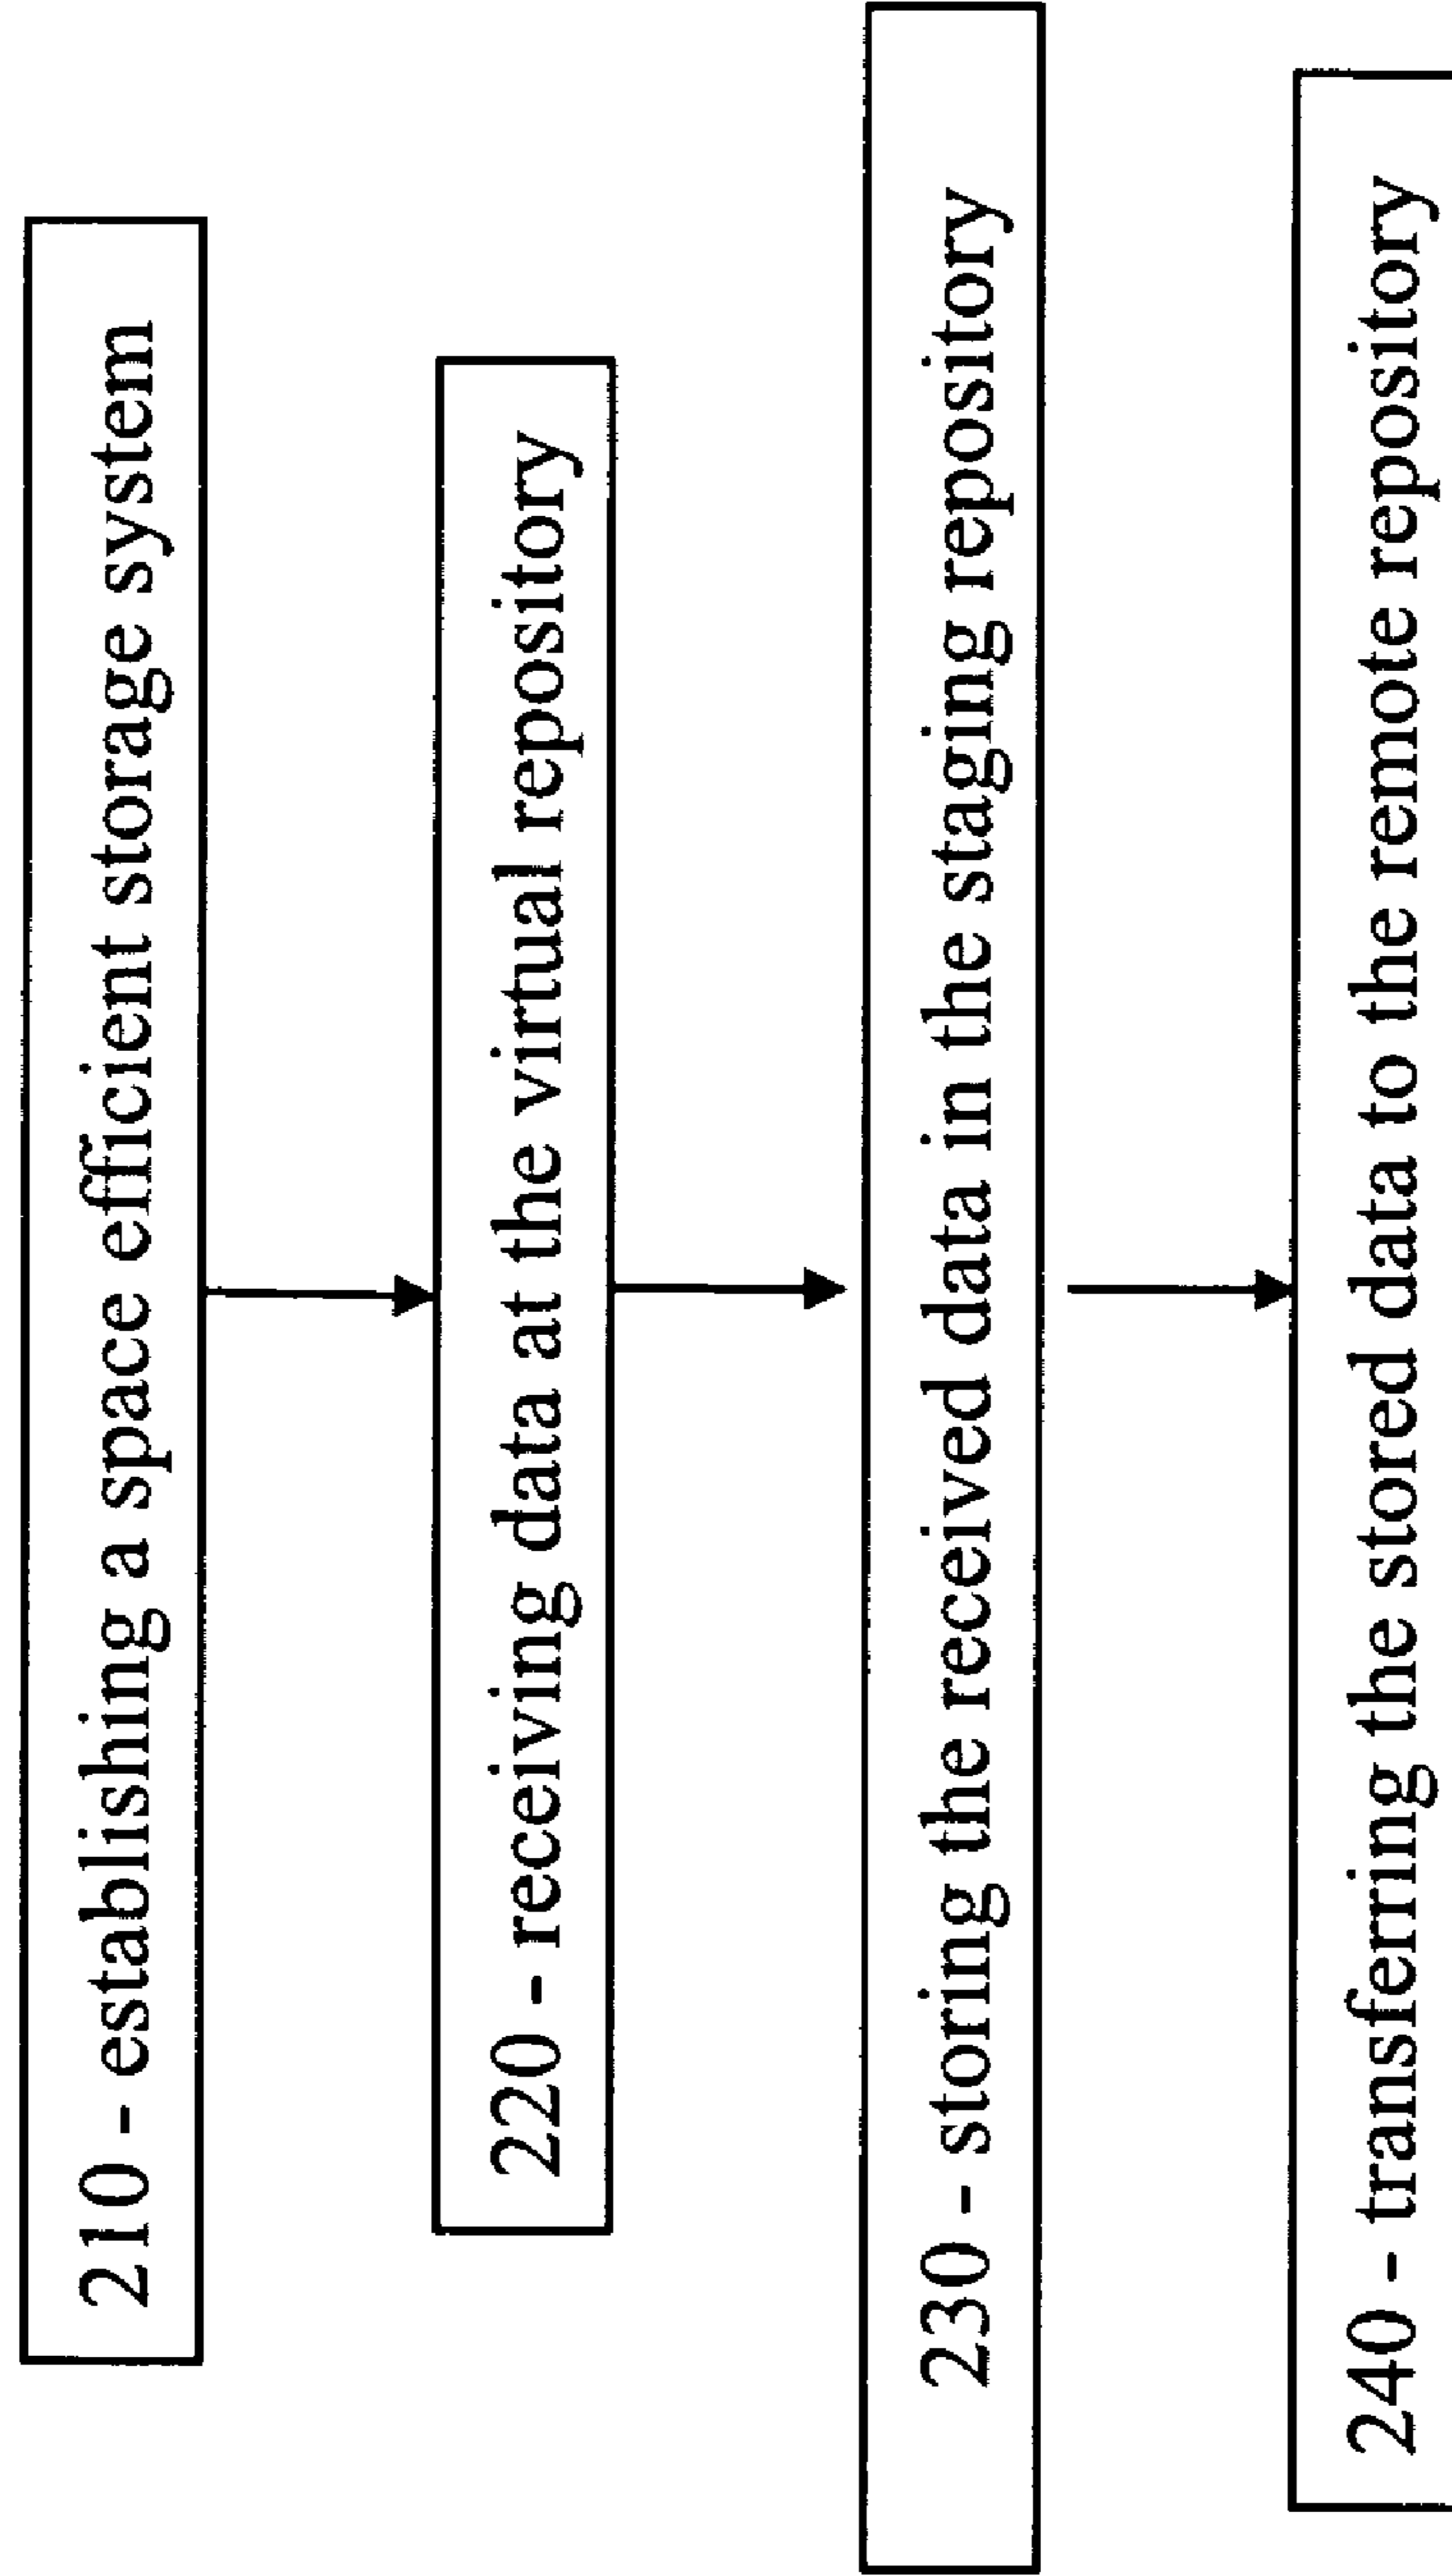 210 - establishing a space efficient storage system
220 - receiving data at the virtual repository
230 - storing the received data in the staging repository
240 - transferring the stored data to the remote repository